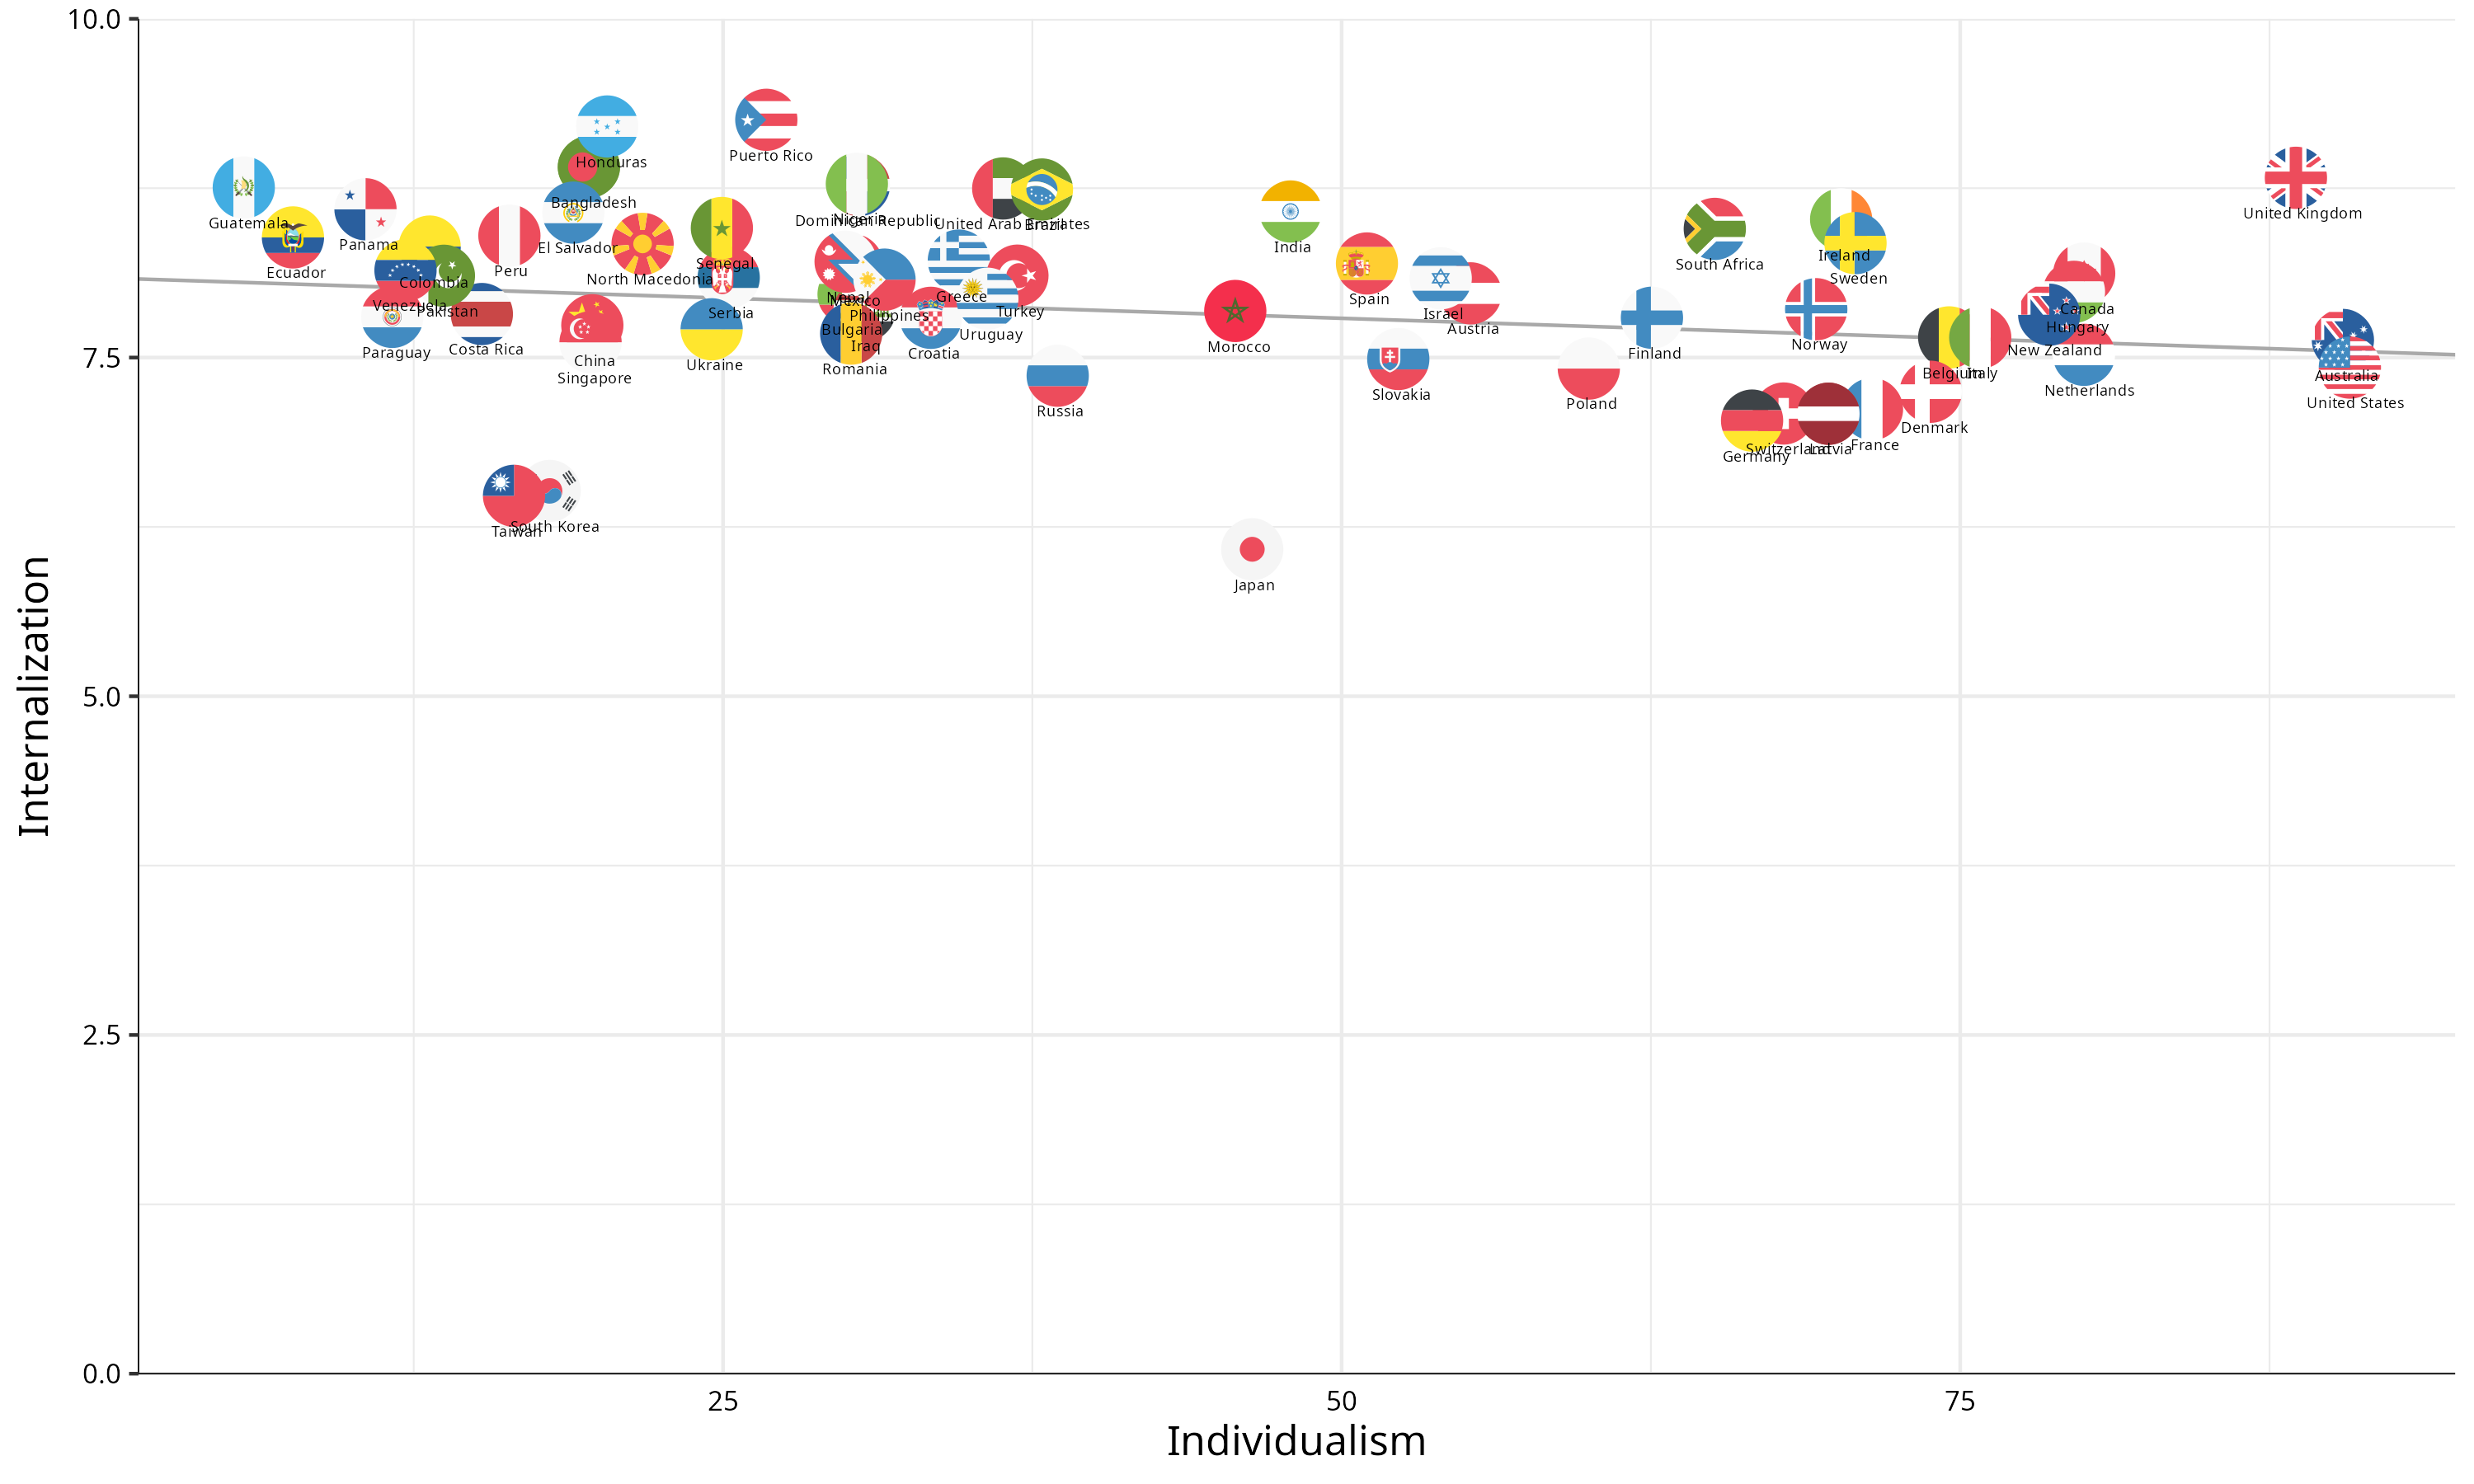 10.0
7.5
5.0
2.5
0.0
Internalization
Puerto Rico
Honduras
Bangladesh
Guatemala
Ecuador
Panama
Peru
El Salvador
North Macedonia
Senegal
Serbia
Dominican Republic
Nigeria
United Arab Emirates
Brazil
India
United Kingdom
South Africa
Ireland
Sweden
Colombia
Venezuela
Pakistan
Paraguay
Costa Rica
China
Singapore
Ukraine
Nepal
Mexico
Philippines
Bulgaria
Iraq
Romania
Greece
Turkey
Uruguay
Croatia
Russia
Morocco
Spain
Israel
Austria
Slovakia
Finland
Poland
Norway
Canada
Hungary
New Zealand
Netherlands
Belgium
Italy
Australia
United States
Denmark
France
Latvia
Switzerland
Germany
South Korea
Taiwan
Japan
25
50
75
Individualism